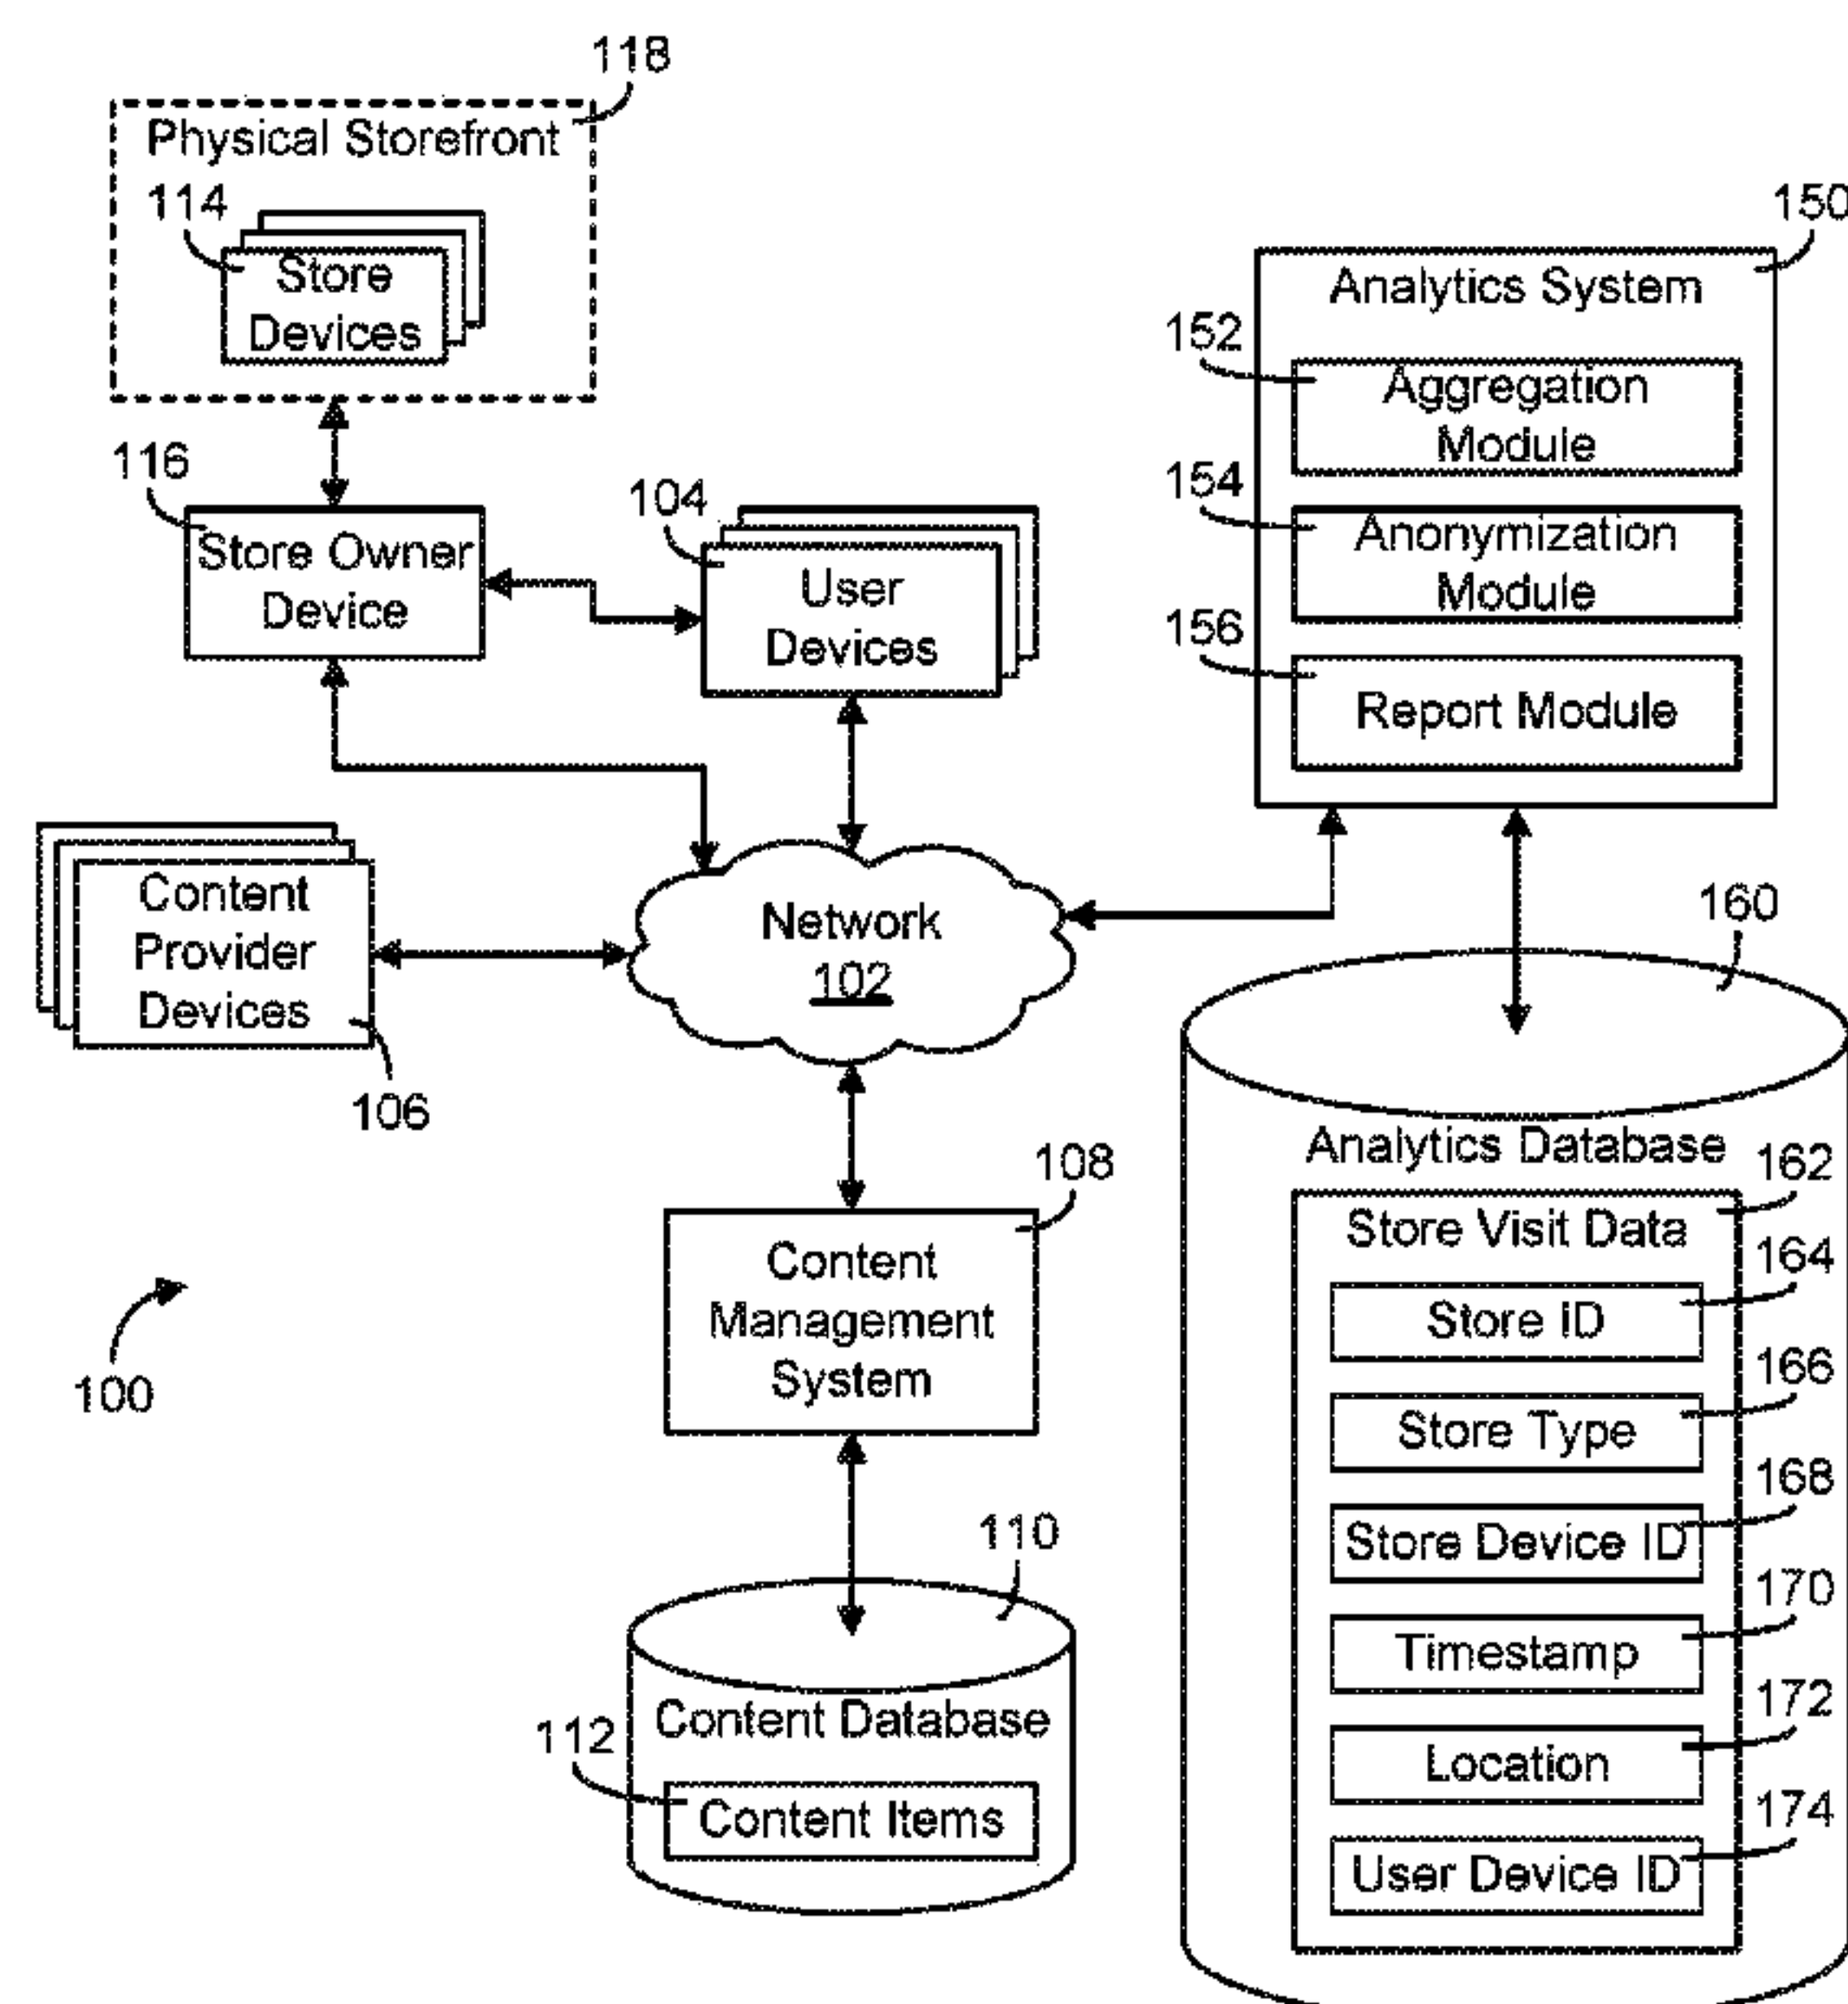 118
Physical Storefront
114
Store
Devices
116
Store Owner
Device
104
User
Devices
150
Analytics System
152
Aggregation
Module
154
Anonymization
Module
156
Report Module
Content
Provider
Devices
106
Network
102
160
Analytics Database
162
Store Visit Data
164
Store ID
166
Store Type
168
Store Device ID
170
Timestamp
172
Location
174
User Device ID
108
Content
Management
System
100
110
Content Database
112
Content Items